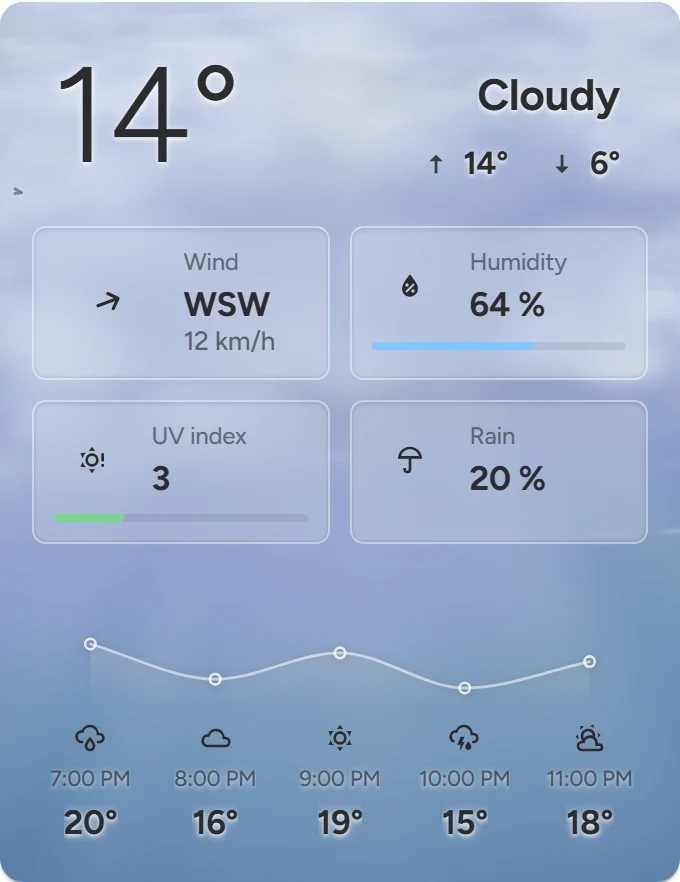 14°
Cloudy
↑ 14° ↓ 6°
Wind
WSW
12 km/h
Humidity
64 %
UV index
3
Rain
20 %
7:00 PM 8:00 PM 9:00 PM 10:00 PM 11:00 PM
20° 16° 19° 15° 18°